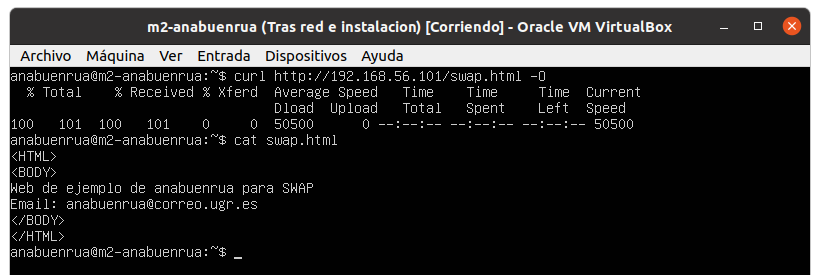 m2-anabuenrua (Tras red e instalacion) [Corriendo] - Oracle VM VirtualBox
Archivo Máquina Ver Entrada Dispositivos Ayuda
anabuenrua@m2-anabuenrua:~$ curl http://192.168.56.101/swap.html -O
  % Total    % Received % Xferd  Average Speed   Time    Time     Time  Current
                                 Dload  Upload   Total   Spent    Left  Speed
100   101  100   101    0     0  50500      0 --:--:-- --:--:-- --:--:-- 50500
anabuenrua@m2-anabuenrua:~$ cat swap.html
<HTML>
<BODY>
Web de ejemplo de anabuenrua para SWAP
Email: anabuenrua@correo.ugr.es
</BODY>
</HTML>
anabuenrua@m2-anabuenrua:~$ _